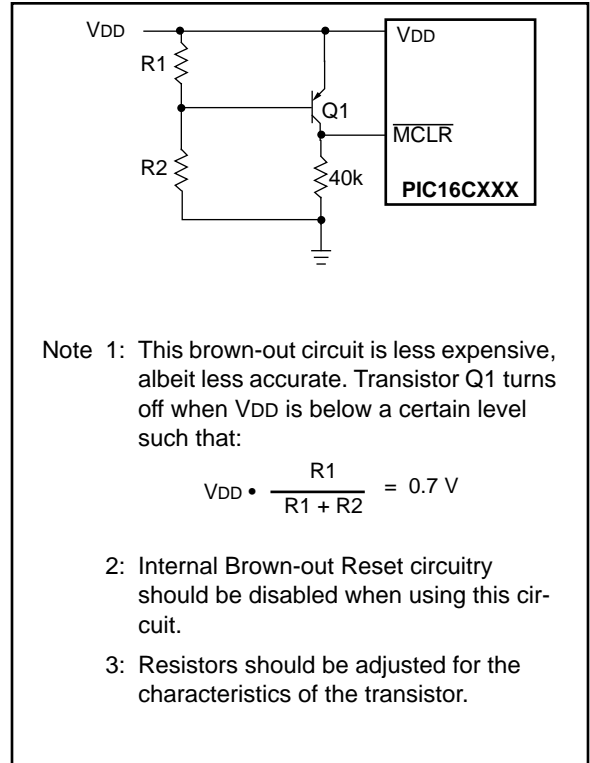 VDD
VDD
R1
Q1
MCLR
R2
40k
PIC16CXXX
Note 1: This brown-out circuit is less expensive,
albeit less accurate. Transistor Q1 turns
off when VDD is below a certain level
such that:
VDD • R1 / R1 + R2 = 0.7 V
2: Internal Brown-out Reset circuitry
should be disabled when using this cir-
cuit.
3: Resistors should be adjusted for the
characteristics of the transistor.